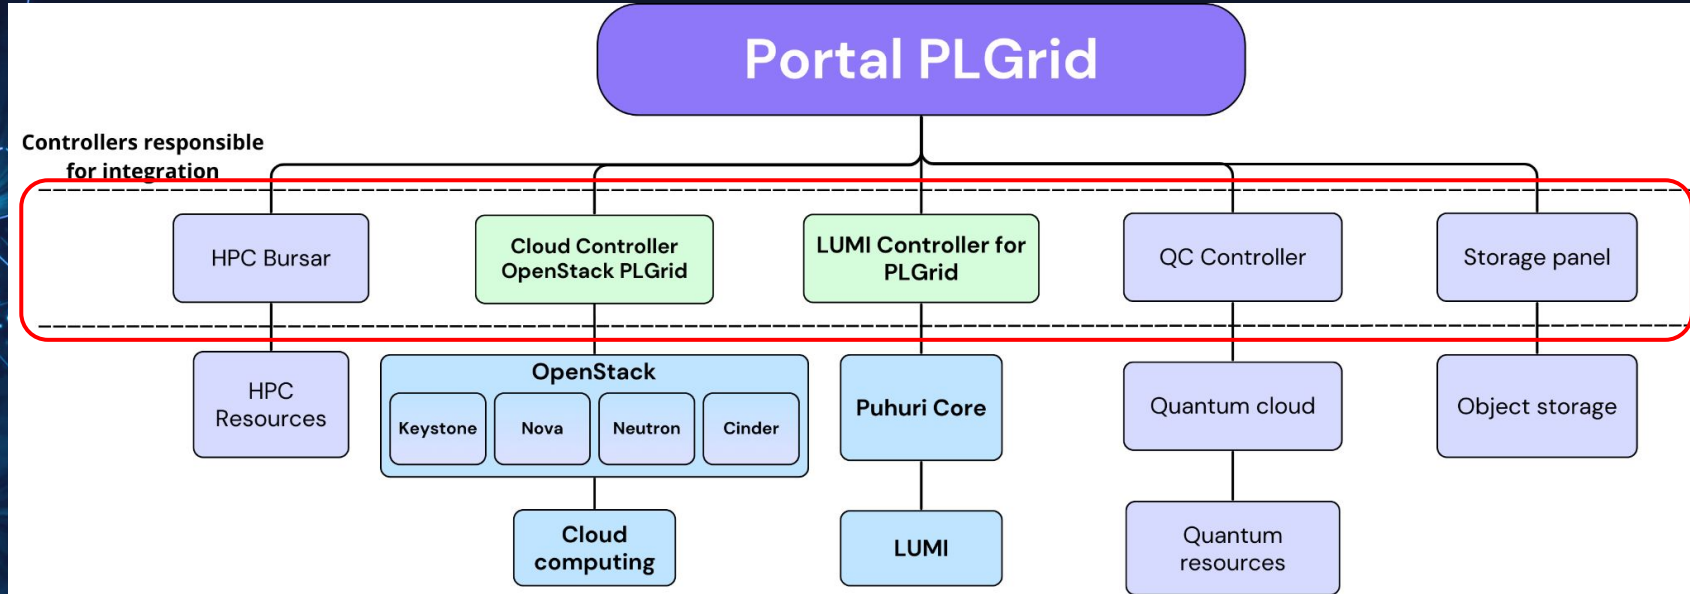 Portal PLGrid
Controllers responsible
for integration
HPC Bursar
Cloud Controller
OpenStack PLGrid
LUMI Controller for
PLGrid
QC Controller
Storage panel
HPC
Resources
OpenStack
Keystone
Nova
Neutron
Cinder
Puhuri Core
Quantum cloud
Object storage
Cloud
computing
LUMI
Quantum
resources